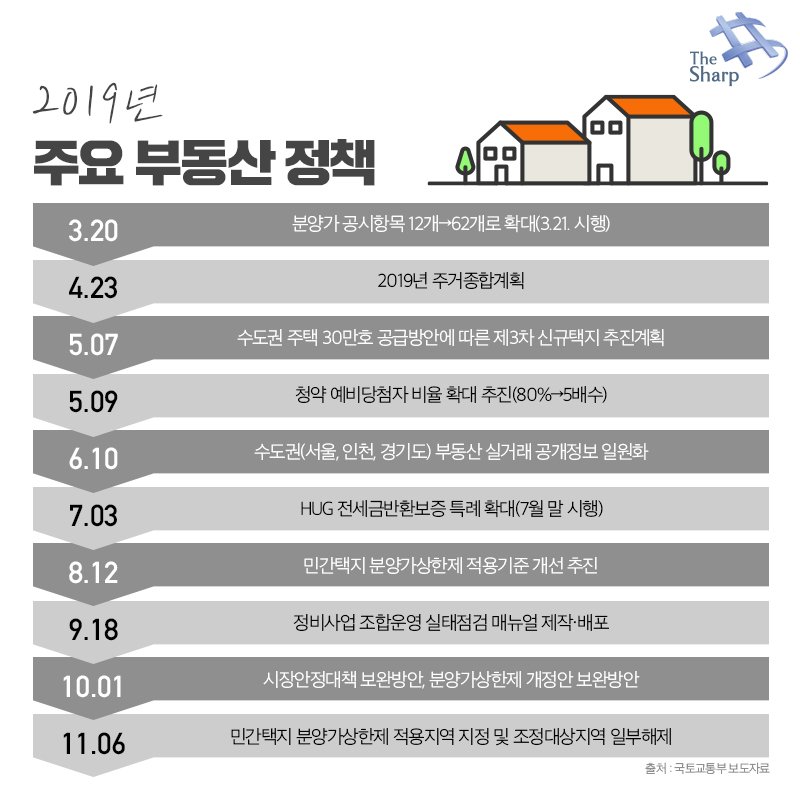 The
Sharp
2019년
주요 부동산 정책
3.20 분양가 공시항목 12개→62개로 확대(3.21. 시행)
4.23 2019년 주거종합계획
5.07 수도권 주택 30만호 공급방안에 따른 제3차 신규택지 추진계획
5.09 청약 예비당첨자 비율 확대 추진(80%→5배수)
6.10 수도권(서울, 인천, 경기도) 부동산 실거래 공개정보 일원화
7.03 HUG 전세금반환보증 특례 확대(7월 말 시행)
8.12 민간택지 분양가상한제 적용기준 개선 추진
9.18 정비사업 조합운영 실태점검 매뉴얼 제작·배포
10.01 시장안정대책 보완방안, 분양가상한제 개정안 보완방안
11.06 민간택지 분양가상한제 적용지역 지정 및 조정대상지역 일부해제
출처 : 국토교통부 보도자료